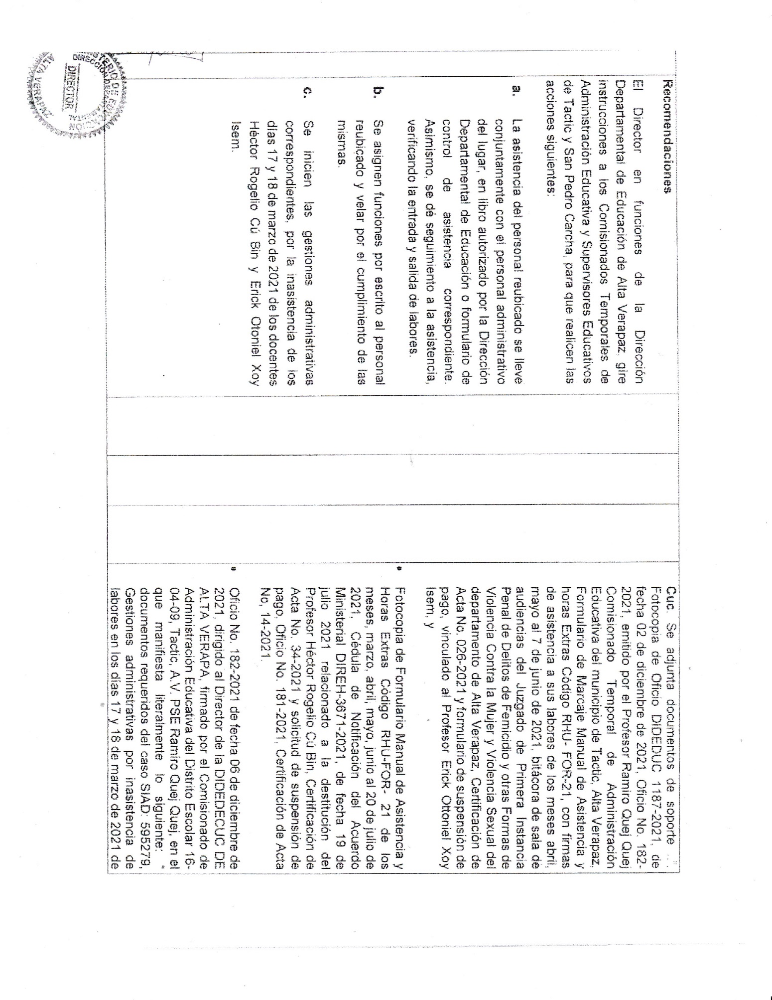 Recomendaciones
El Director en funciones de la Dirección
Departamental de Educación de Alta Verapaz, gire
instrucciones a los Comisionados Temporales de
Administración Educativa y Supervisores Educativos
de Tactic y San Pedro Carcha, para que realicen las
acciones siguientes:
a. La asistencia del personal reubicado se lleve
conjuntamente con el personal administrativo
del lugar, en libro autorizado por la Dirección
Departamental de Educación o formulario de
control de asistencia correspondiente.
Asimismo, se dé seguimiento a la asistencia,
verificando la entrada y salida de labores.
b. Se asignen funciones por escrito al personal
reubicado y velar por el cumplimiento de las
mismas.
c. Se inicien las gestiones administrativas
correspondientes, por la inasistencia de los
días 17 y 18 de marzo de 2021 de los docentes
Héctor Rogelio Cú Bin y Erick Otoniel Xoy
Isem.
Cuc. Se adjunta documentos de soporte
Fotocopia de Oficio DIDEDUC 1187-2021, de
fecha 02 de diciembre de 2021, Oficio No. 182-
2021, emitido por el Profesor Ramiro Quej Quej
Comisionado Temporal de Administración
Educativa del municipio de Tactic, Alta Verapaz,
Formulario de Marcaje Manual de Asistencia y
horas Extras Código RHU- FOR-21, con firmas
de asistencia a sus labores de los meses abril,
mayo al 7 de junio de 2021, bitácora de sala de
audiencias del Juzgado de Primera Instancia
Penal de Delitos de Femicidio y otras Formas de
Violencia Contra la Mujer y Violencia Sexual del
departamento de Alta Verapaz, Certificación de
Acta No. 026-2021 y formulario de suspensión de
pago, vinculado al Profesor Erick Ottoniel Xoy
Isem, y
• Fotocopia de Formulario Manual de Asistencia y
Horas Extras Código RHU-FOR- 21 de los
meses, marzo, abril, mayo, junio al 20 de julio de
2021, Cédula de Notificación del Acuerdo
Ministerial DIREH-3671-2021, de fecha 19 de
julio 2021 relacionado a la destitución del
Profesor Héctor Rogelio Cú Bin, Certificación de
Acta No. 34-2021 y solicitud de suspensión de
pago, Oficio No. 181-2021, Certificación de Acta
No, 14-2021.
• Oficio No. 182-2021 de fecha 06 de diciembre de
2021, dirigido al Director de la DIDEDECUC DE
ALTA VERAPA, firmado por el Comisionado de
Administración Educativa del Distrito Escolar 16-
04-09, Tactic, A.V. PSE Ramiro Quej Quej, en el
que manifiesta literalmente lo siguiente: "
documentos requeridos del caso SIAD: 595279,
Gestiones administrativas por inasistencia de
labores en los días 17 y 18 de marzo de 2021 de
DIRECTOR
ALTA VERAPAZ